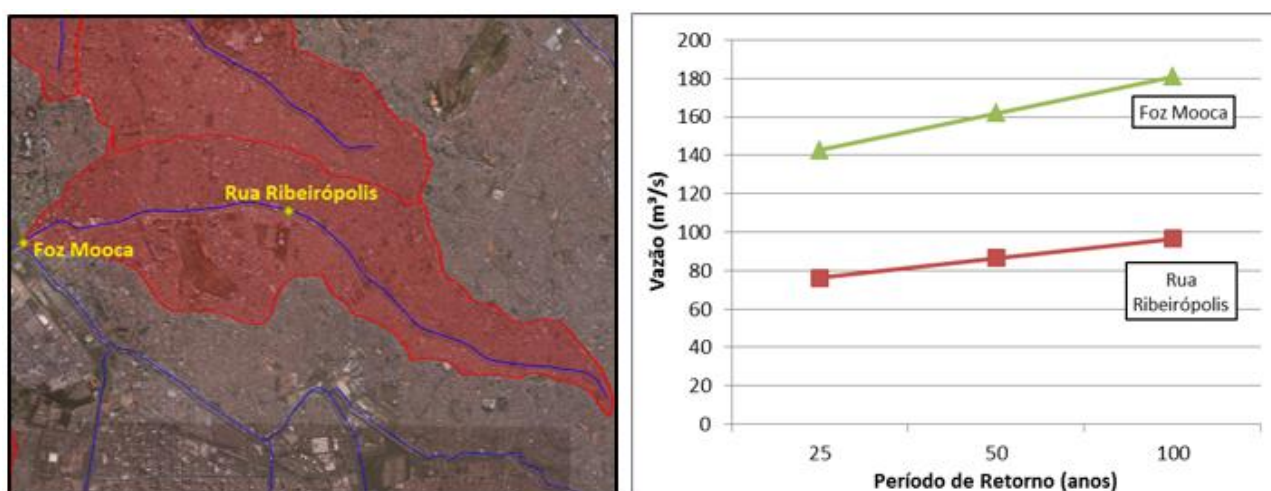 Rua Ribeirópolis
Foz Mooca
200
180
160
140
120
100
80
60
40
20
0
Vazão (m³/s)
Foz Mooca
Rua
Ribeirópolis
25 50 100
Período de Retorno (anos)